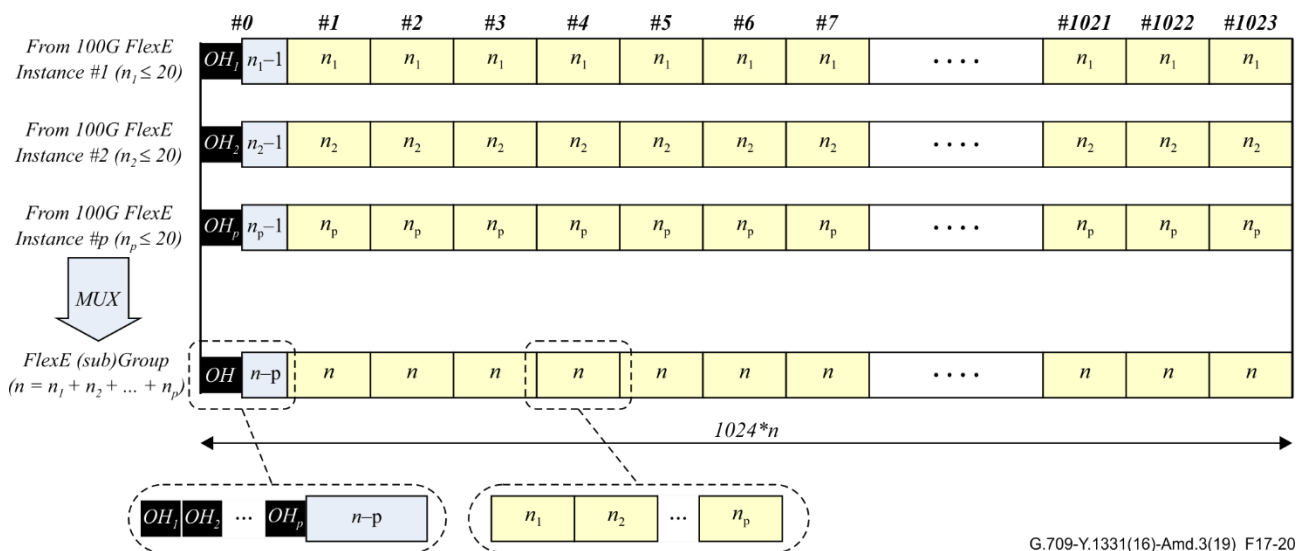 #0 #1 #2 #3 #4 #5 #6 #7 #1021 #1022 #1023
From 100G FlexE
Instance #1 (n₁ ≤ 20)
OH₁ n₁–1 n₁ n₁ n₁ n₁ n₁ n₁ n₁ .... n₁ n₁ n₁
From 100G FlexE
Instance #2 (n₂ ≤ 20)
OH₂ n₂–1 n₂ n₂ n₂ n₂ n₂ n₂ n₂ .... n₂ n₂ n₂
From 100G FlexE
Instance #p (nₚ ≤ 20)
OHₚ nₚ–1 nₚ nₚ nₚ nₚ nₚ nₚ nₚ .... nₚ nₚ nₚ
MUX
FlexE (sub)Group
(n = n₁ + n₂ + ... + nₚ)
OH n–p n n n n n n n .... n n n
1024*n
OH₁ OH₂ ... OHₚ n–p
n₁ n₂ ... nₚ
G.709-Y.1331(16)-Amd.3(19)_F17-20